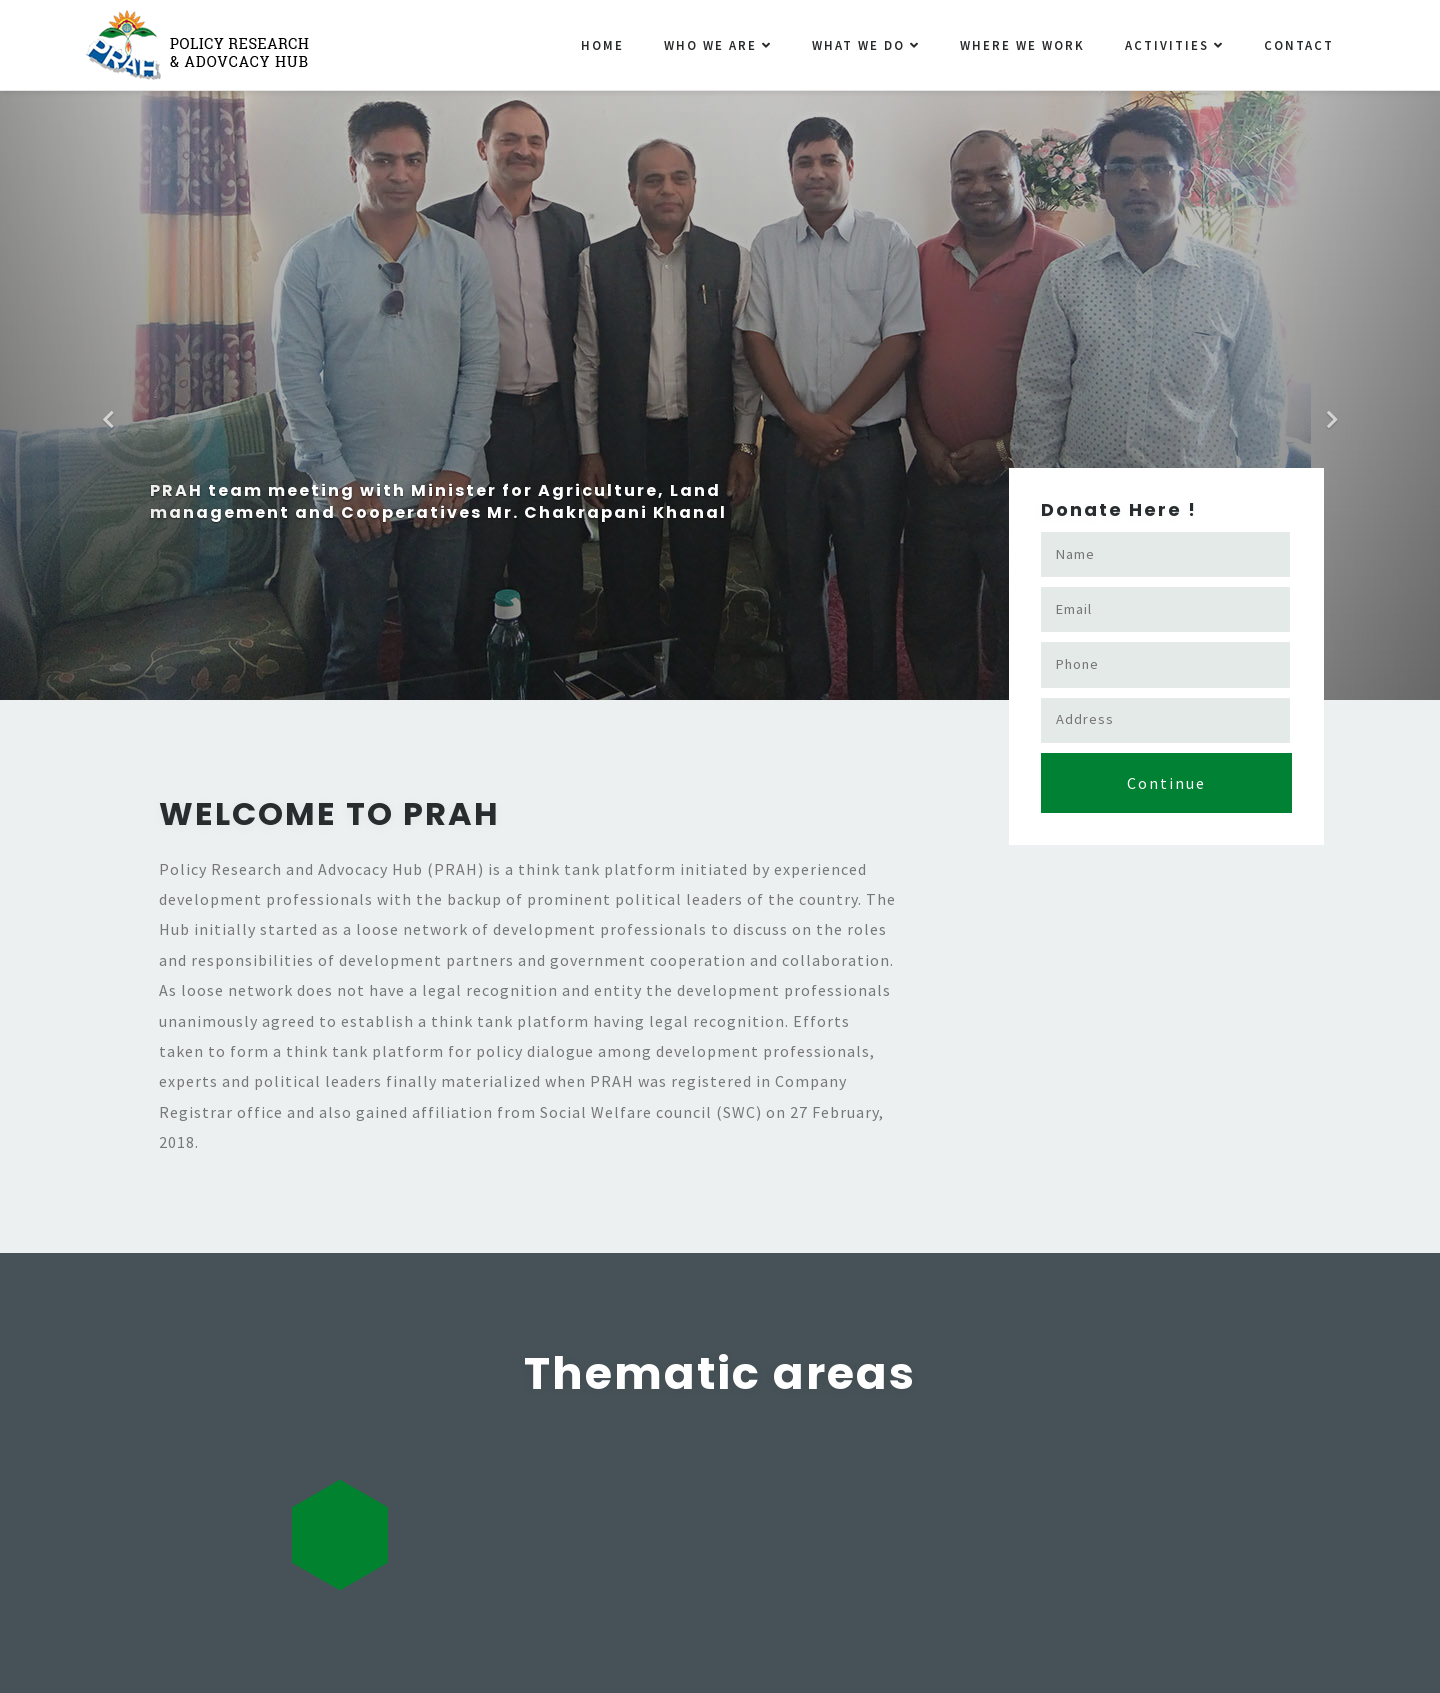 PRAH
POLICY RESEARCH
& ADOVCACY HUB
HOME
WHO WE ARE
WHAT WE DO
WHERE WE WORK
ACTIVITIES
CONTACT
PRAH team meeting with Minister for Agriculture, Land
management and Cooperatives Mr. Chakrapani Khanal
Donate Here !
Name
Email
Phone
Address
Continue
WELCOME TO PRAH
Policy Research and Advocacy Hub (PRAH) is a think tank platform initiated by experienced
development professionals with the backup of prominent political leaders of the country. The
Hub initially started as a loose network of development professionals to discuss on the roles
and responsibilities of development partners and government cooperation and collaboration.
As loose network does not have a legal recognition and entity the development professionals
unanimously agreed to establish a think tank platform having legal recognition. Efforts
taken to form a think tank platform for policy dialogue among development professionals,
experts and political leaders finally materialized when PRAH was registered in Company
Registrar office and also gained affiliation from Social Welfare council (SWC) on 27 February,
2018.
Thematic areas